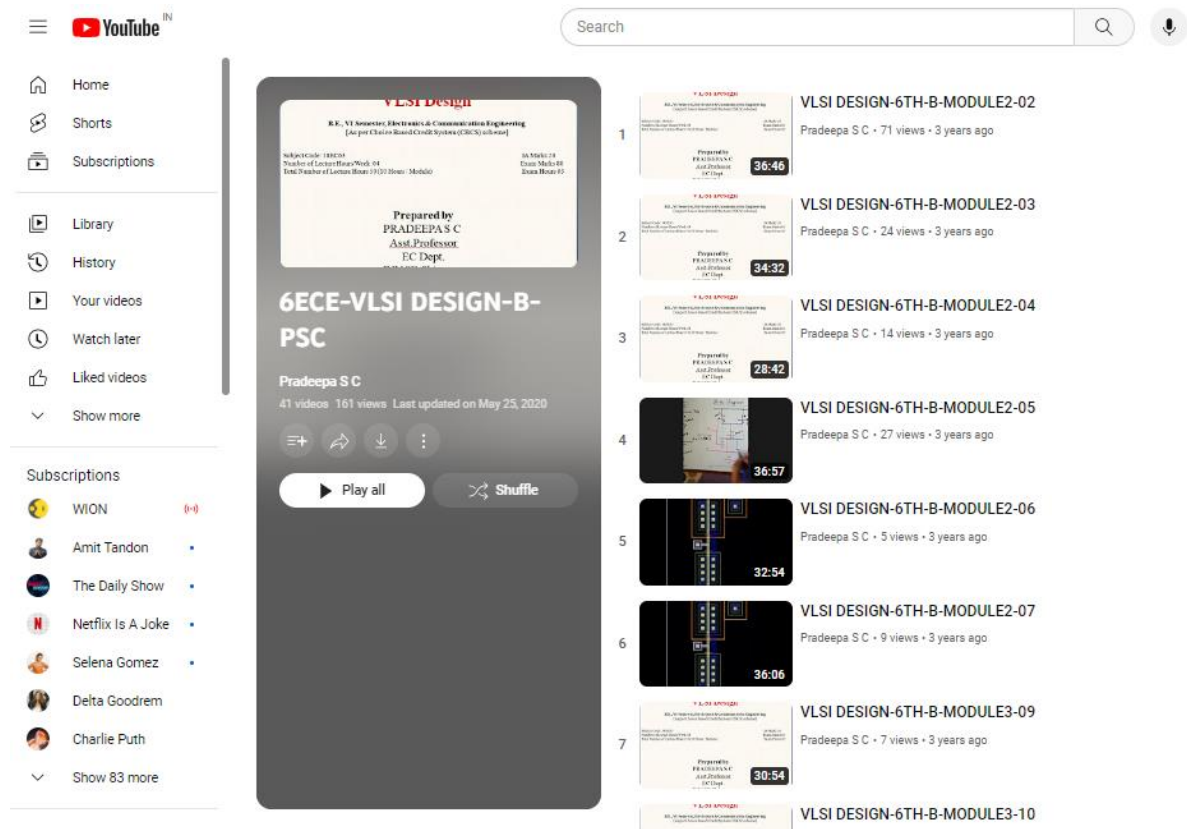 YouTube IN
Search
Home
Shorts
Subscriptions
Library
History
Your videos
Watch later
Liked videos
Show more
Subscriptions
WION
Amit Tandon
The Daily Show
Netflix Is A Joke
Selena Gomez
Delta Goodrem
Charlie Puth
Show 83 more
VLSI Design
B.E., VI Semester, Electronics & Communication Engineering
[As per Choice Based Credit System (CBCS) scheme]
Number of Lecture Hours/Week 04
Exam Hours 03
Prepared by
PRADEEPA S C
Asst.Professor
EC Dept.
6ECE-VLSI DESIGN-B-
PSC
Pradeepa S C
41 videos 161 views Last updated on May 25, 2020
Play all
Shuffle
1
36:46
VLSI DESIGN-6TH-B-MODULE2-02
Pradeepa S C • 71 views • 3 years ago
2
34:32
VLSI DESIGN-6TH-B-MODULE2-03
Pradeepa S C • 24 views • 3 years ago
3
28:42
VLSI DESIGN-6TH-B-MODULE2-04
Pradeepa S C • 14 views • 3 years ago
4
36:57
VLSI DESIGN-6TH-B-MODULE2-05
Pradeepa S C • 27 views • 3 years ago
5
32:54
VLSI DESIGN-6TH-B-MODULE2-06
Pradeepa S C • 5 views • 3 years ago
6
36:06
VLSI DESIGN-6TH-B-MODULE2-07
Pradeepa S C • 9 views • 3 years ago
7
30:54
VLSI DESIGN-6TH-B-MODULE3-09
Pradeepa S C • 7 views • 3 years ago
VLSI DESIGN-6TH-B-MODULE3-10